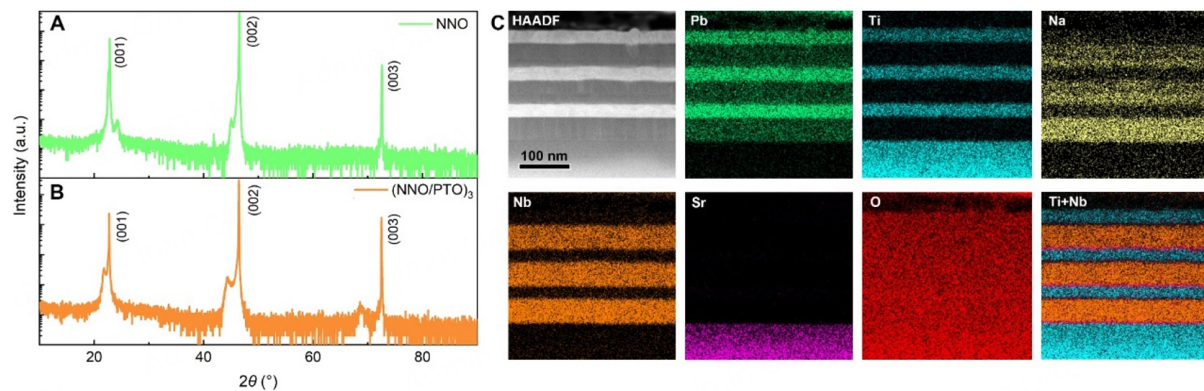 A
NNO
(001)
(002)
(003)
B
(NNO/PTO)₃
(001)
(002)
(003)
Intensity (a.u.)
20 40 60 80
2θ (°)
C
HAADF
100 nm
Pb
Ti
Na
Nb
Sr
O
Ti+Nb